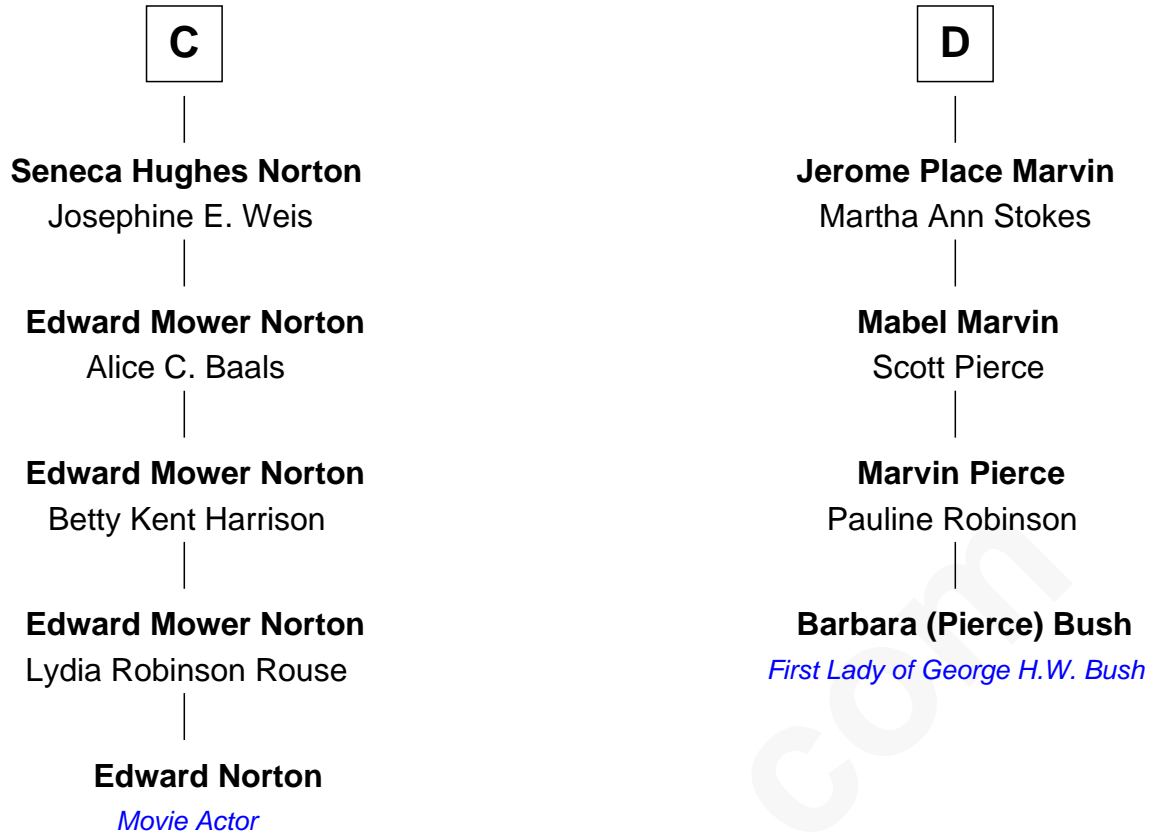 C
Seneca Hughes Norton
Josephine E. Weis
Edward Mower Norton
Alice C. Baals
Edward Mower Norton
Betty Kent Harrison
Edward Mower Norton
Lydia Robinson Rouse
Edward Norton
Movie Actor
D
Jerome Place Marvin
Martha Ann Stokes
Mabel Marvin
Scott Pierce
Marvin Pierce
Pauline Robinson
Barbara (Pierce) Bush
First Lady of George H.W. Bush
com